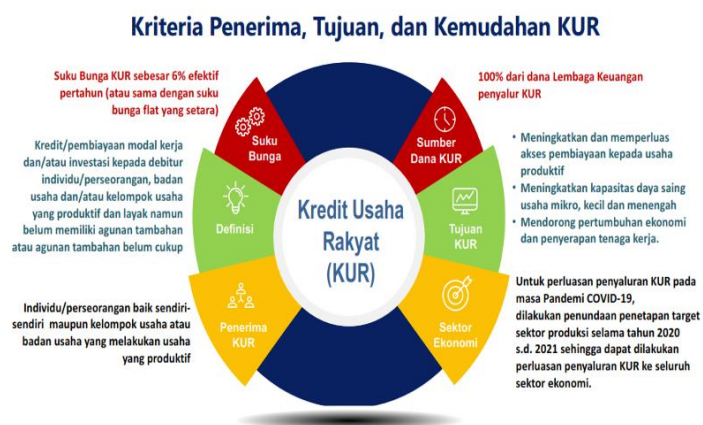 Kriteria Penerima, Tujuan, dan Kemudahan KUR
Suku Bunga KUR sebesar 6% efektif
pertahun (atau sama dengan suku
bunga flat yang setara)
Suku
Bunga
Kredit/pembiayaan modal kerja
dan/atau investasi kepada debitur
individu/perseorangan, badan
usaha dan/atau kelompok usaha
yang produktif dan layak namun
belum memiliki agunan tambahan
atau agunan tambahan belum cukup
Definisi
Individu/perseorangan baik sendiri-
sendiri maupun kelompok usaha atau
badan usaha yang melakukan usaha
yang produktif
Penerima
KUR
Kredit Usaha
Rakyat
(KUR)
100% dari dana Lembaga Keuangan
penyalur KUR
Sumber
Dana KUR
• Meningkatkan dan memperluas
akses pembiayaan kepada usaha
produktif
• Meningkatkan kapasitas daya saing
usaha mikro, kecil dan menengah
• Mendorong pertumbuhan ekonomi
dan penyerapan tenaga kerja.
Tujuan
KUR
Untuk perluasan penyaluran KUR pada
masa Pandemi COVID-19,
dilakukan penundaan penetapan target
sektor produksi selama tahun 2020
s.d. 2021 sehingga dapat dilakukan
perluasan penyaluran KUR ke seluruh
sektor ekonomi.
Sektor
Ekonomi